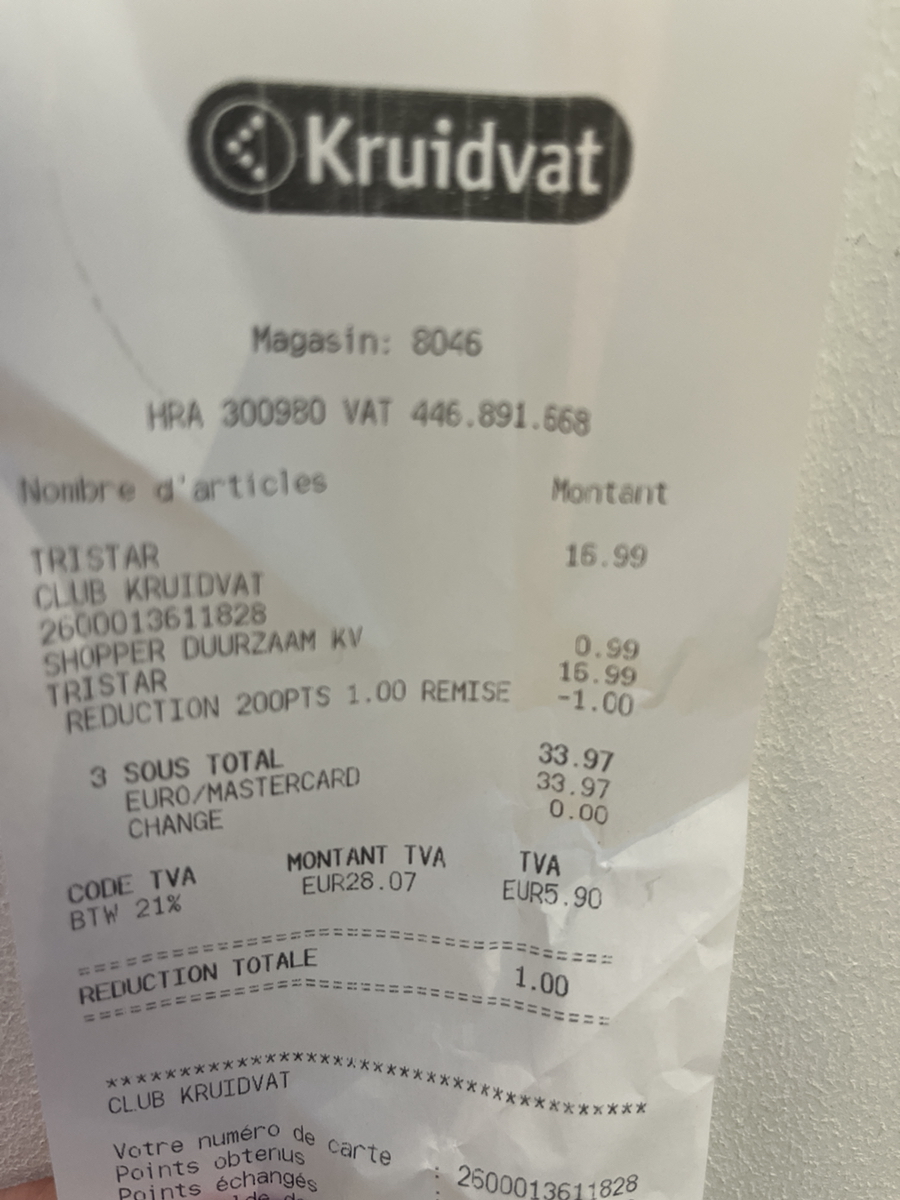 Kruidvat
Magasin: 8046
HRA 300980 VAT 446.891.668
Nombre d'articles Montant
TRISTAR 16.99
CLUB KRUIDVAT
2600013611828
SHOPPER DUURZAAM KV 0.99
TRISTAR 16.99
REDUCTION 200PTS 1.00 REMISE -1.00
3 SOUS TOTAL 33.97
EURO/MASTERCARD 33.97
CHANGE 0.00
CODE TVA MONTANT TVA TVA
BTW 21% EUR28.07 EUR5.90
====================================
REDUCTION TOTALE 1.00
====================================
**************************************
CLUB KRUIDVAT
Votre numéro de carte : 2600013611828
Points obtenus :
Points échangés